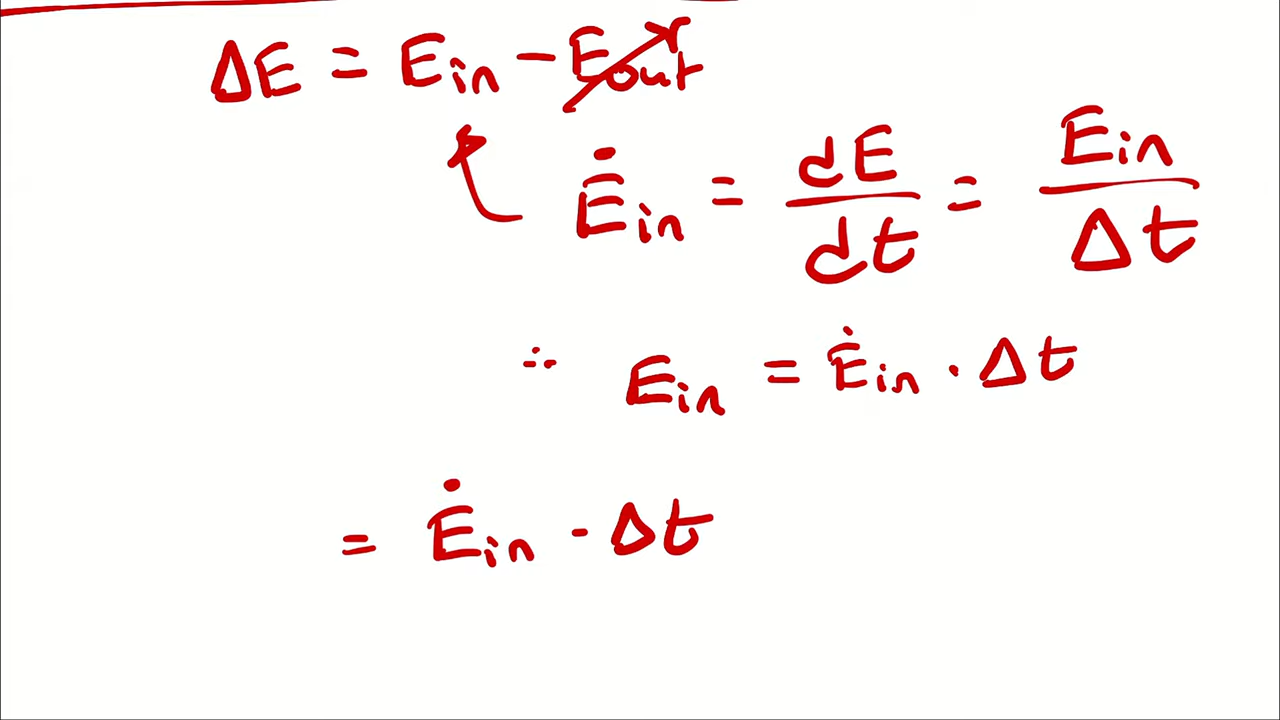 ΔE = Ein - Eout
Ėin = dE/dt = Ein/Δt
∴ Ein = Ėin · Δt
= Ėin · Δt